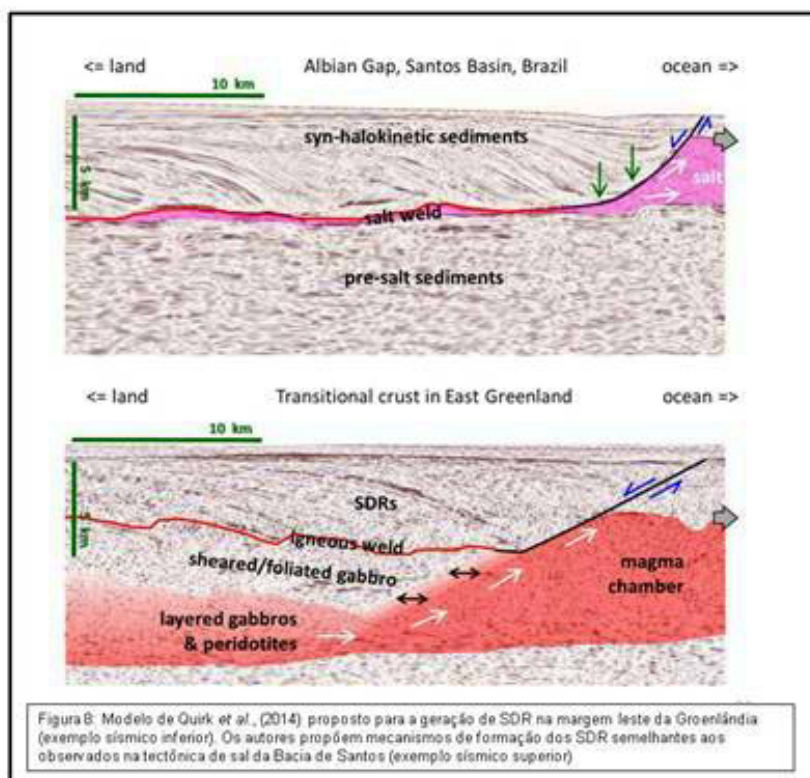 <= land Albian Gap, Santos Basin, Brazil ocean =>
10 km
5 km
syn-halokinetic sediments
salt
salt weld
pre-salt sediments
<= land Transitional crust in East Greenland ocean =>
10 km
5 km
SDRs
igneous weld
sheared/foliated gabbro
magma
chamber
layered gabbros
& peridotites
Figura 8: Modelo de Quirk et al., (2014) proposto para a geração de SDR na margem leste da Groenlândia
(exemplo sísmico inferior). Os autores propõem mecanismos de formação dos SDR semelhantes aos
observados na tectônica de sal da Bacia de Santos (exemplo sísmico superior)